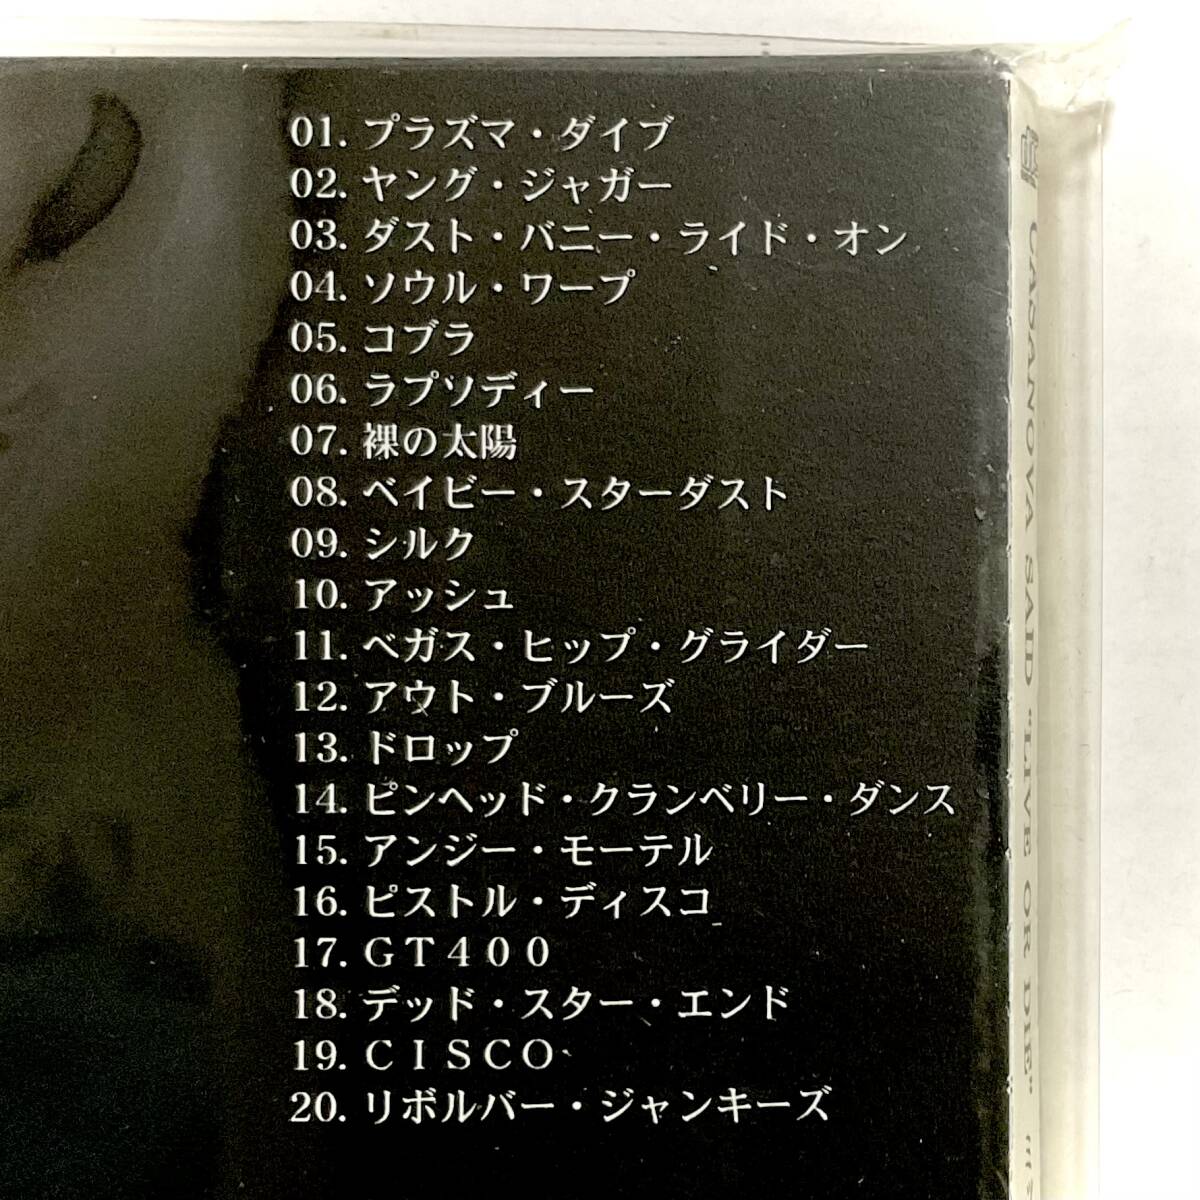 01. プラズマ・ダイブ
02. ヤング・ジャガー
03. ダスト・バニー・ライド・オン
04. ソウル・ワープ
05. コブラ
06. ラプソディー
07. 裸の太陽
08. ベイビー・スターダスト
09. シルク
10. アッシュ
11. ベガス・ヒップ・グライダー
12. アウト・ブルーズ
13. ドロップ
14. ピンヘッド・クランベリー・ダンス
15. アンジー・モーテル
16. ピストル・ディスコ
17. ＧＴ４００
18. デッド・スター・エンド
19. ＣＩＳＣＯ
20. リボルバー・ジャンキーズ
CASANOVA SAID "LIVE OR DIE"